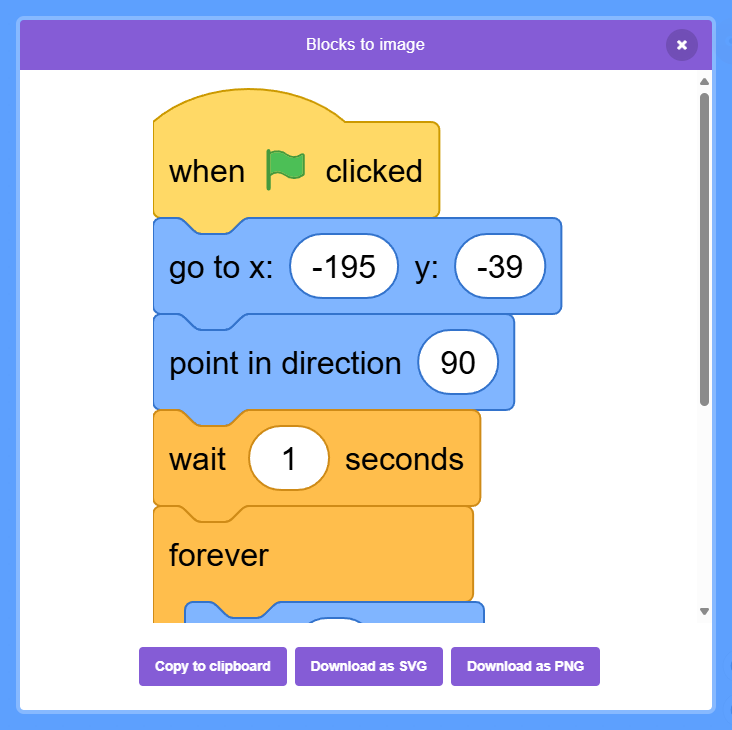 Blocks to image
when clicked
go to x: -195 y: -39
point in direction 90
wait 1 seconds
forever
Copy to clipboard Download as SVG Download as PNG